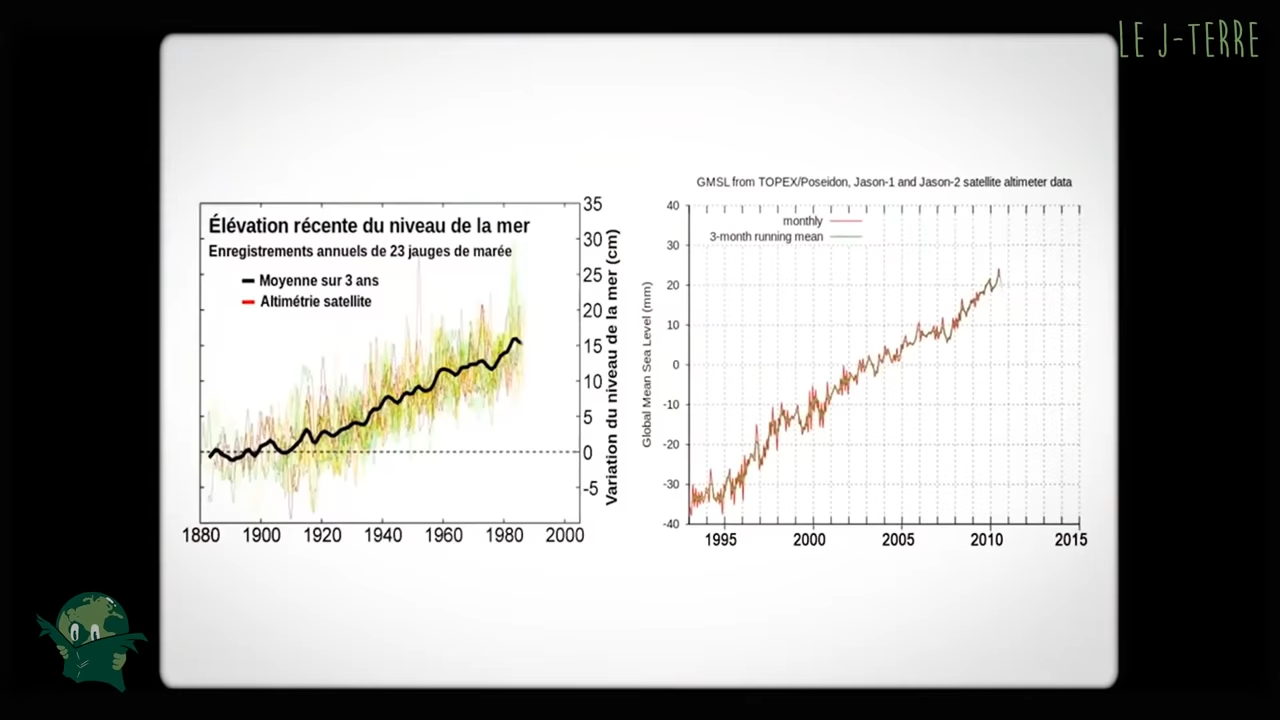 LE J-TERRE
Élévation récente du niveau de la mer
Enregistrements annuels de 23 jauges de marée
Moyenne sur 3 ans
Altimétrie satellite
35
30
25
20
15
10
5
0
-5
Variation du niveau de la mer (cm)
1880 1900 1920 1940 1960 1980 2000
GMSL from TOPEX/Poseidon, Jason-1 and Jason-2 satellite altimeter data
monthly
3-month running mean
Global Mean Sea Level (mm)
40
30
20
10
0
-10
-20
-30
-40
1995 2000 2005 2010 2015